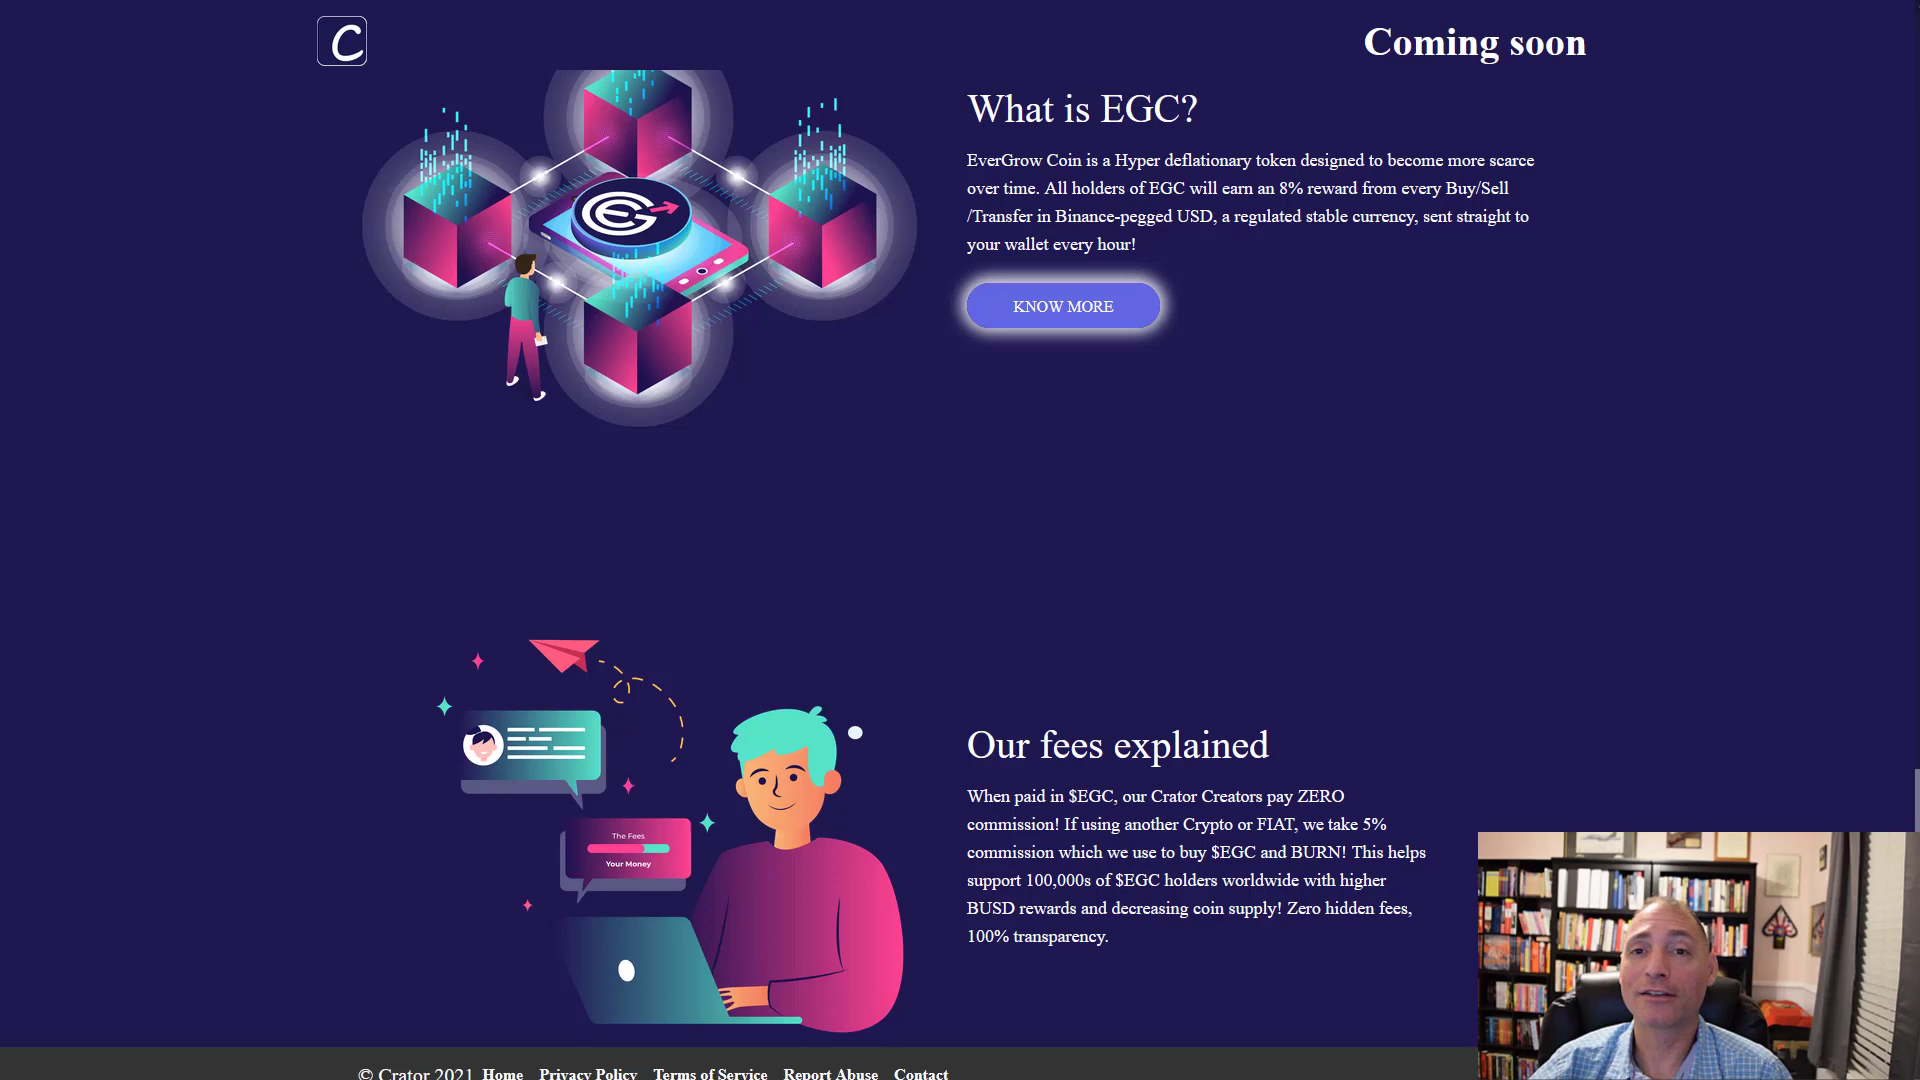 C
Coming soon
What is EGC?
EverGrow Coin is a Hyper deflationary token designed to become more scarce
over time. All holders of EGC will earn an 8% reward from every Buy/Sell
/Transfer in Binance-pegged USD, a regulated stable currency, sent straight to
your wallet every hour!
KNOW MORE
The Fees
Your Money
Our fees explained
When paid in $EGC, our Crator Creators pay ZERO
commission! If using another Crypto or FIAT, we take 5%
commission which we use to buy $EGC and BURN! This helps
support 100,000s of $EGC holders worldwide with higher
BUSD rewards and decreasing coin supply! Zero hidden fees,
100% transparency.
© Crator 2021 Home Privacy Policy Terms of Service Report Abuse Contact